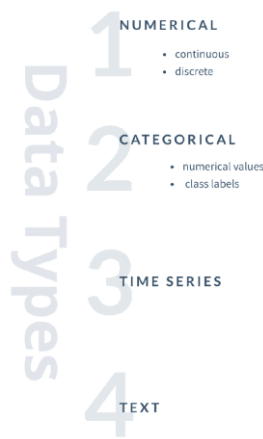 Data Types
1
NUMERICAL
• continuous
• discrete
2
CATEGORICAL
• numerical values
• class labels
3
TIME SERIES
4
TEXT